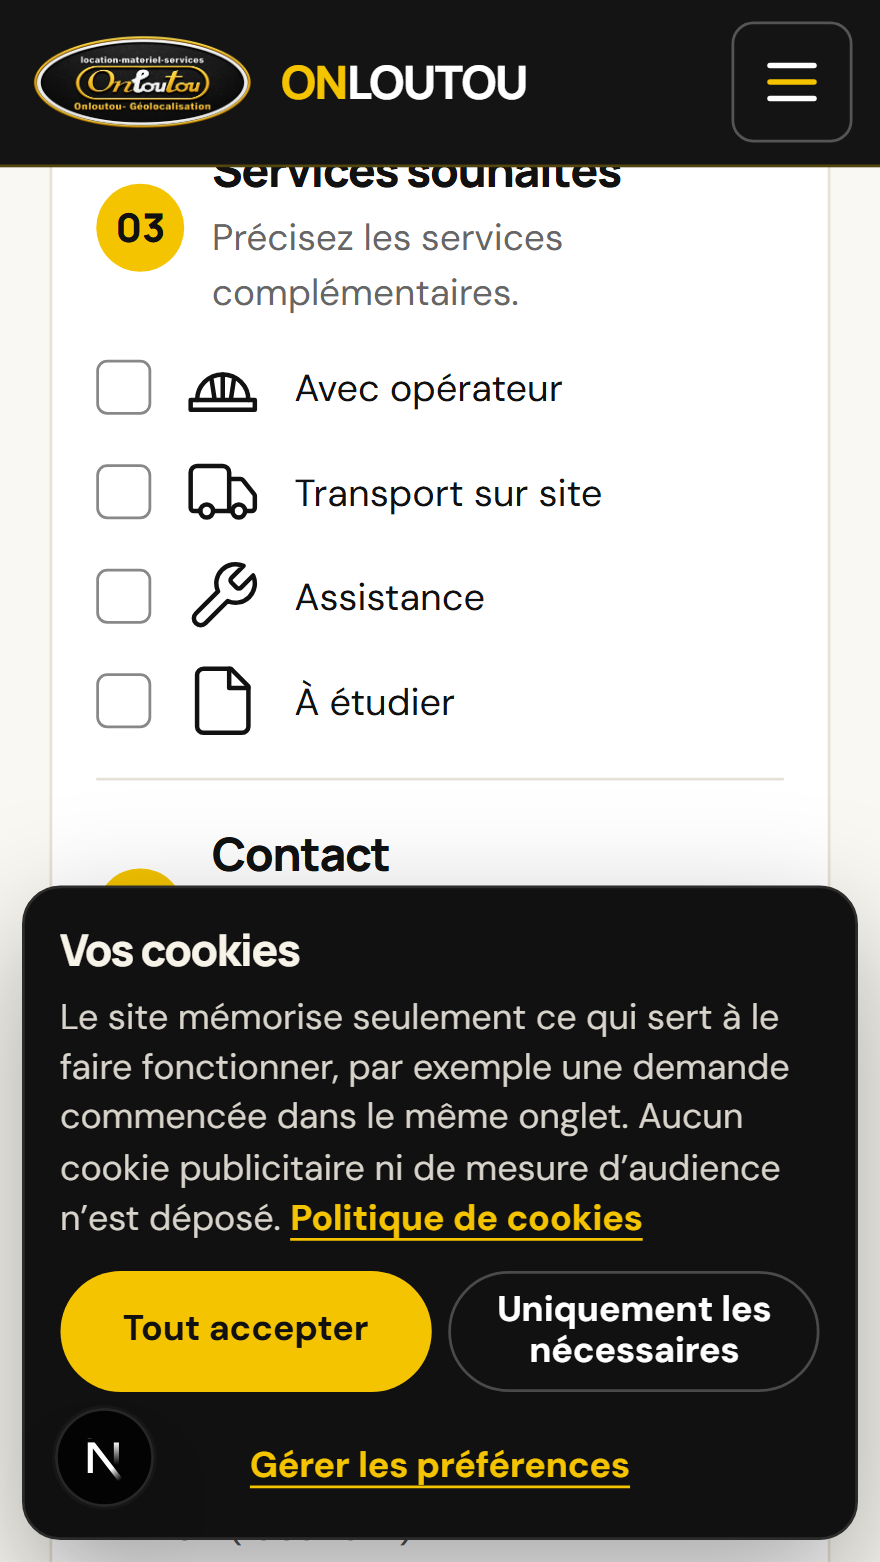 location-materiel-services
Onloutou
Onloutou- Géolocalisation
ONLOUTOU
Services souhaités
03
Précisez les services
complémentaires.
Avec opérateur
Transport sur site
Assistance
À étudier
Contact
Vos cookies
Le site mémorise seulement ce qui sert à le
faire fonctionner, par exemple une demande
commencée dans le même onglet. Aucun
cookie publicitaire ni de mesure d’audience
n’est déposé. Politique de cookies
Tout accepter
Uniquement les
nécessaires
N
Gérer les préférences